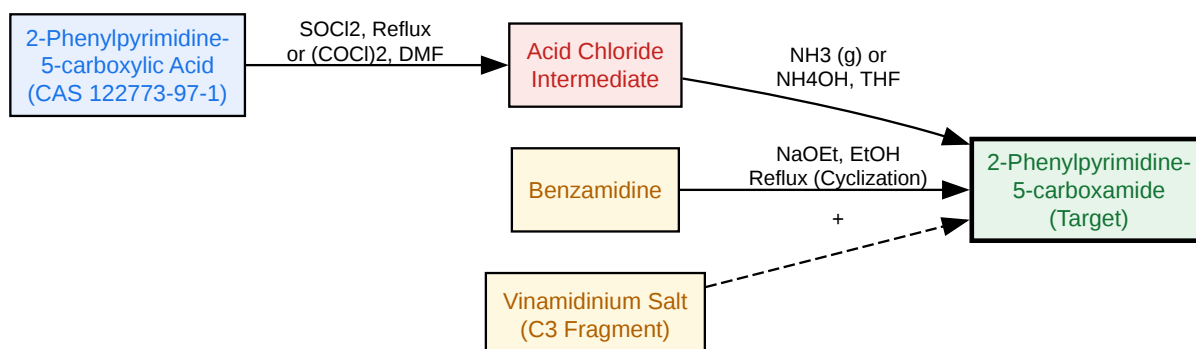 2-Phenylpyrimidine-
5-carboxylic Acid
(CAS 122773-97-1)
SOCl2, Reflux
or (COCl)2, DMF
Acid Chloride
Intermediate
NH3 (g) or
NH4OH, THF
Benzamidine
NaOEt, EtOH
Reflux (Cyclization)
+
2-Phenylpyrimidine-
5-carboxamide
(Target)
Vinamidinium Salt
(C3 Fragment)